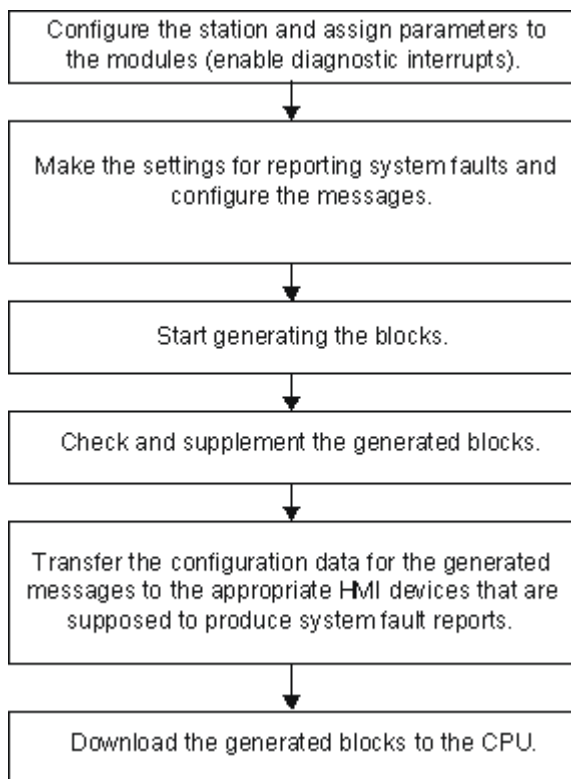 Configure the station and assign parameters to
the modules (enable diagnostic interrupts).
Make the settings for reporting system faults and
configure the messages.
Start generating the blocks.
Check and supplement the generated blocks.
Transfer the configuration data for the generated
messages to the appropriate HMI devices that are
supposed to produce system fault reports.
Download the generated blocks to the CPU.